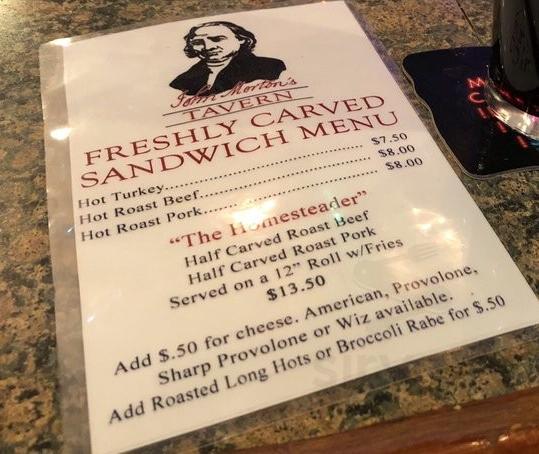 John Morton's
TAVERN
FRESHLY CARVED
SANDWICH MENU
Hot Turkey.......................................................... $7.50
Hot Roast Beef.................................................... $8.00
Hot Roast Pork.................................................... $8.00
"The Homesteader"
Half Carved Roast Beef
Half Carved Roast Pork
Served on a 12" Roll w/Fries
$13.50
Add $.50 for cheese. American, Provolone,
Sharp Provolone or Wiz available.
Add Roasted Long Hots or Broccoli Rabe for $.50